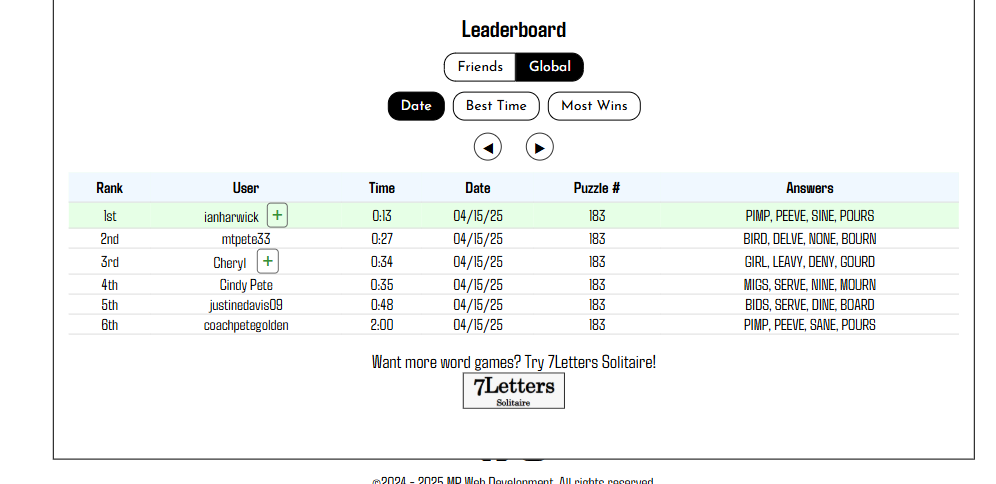 Leaderboard
Friends Global
Date Best Time Most Wins
Rank User Time Date Puzzle # Answers
1st ianharwick + 0:13 04/15/25 183 PIMP, PEEVE, SINE, POURS
2nd mtpete33 0:27 04/15/25 183 BIRD, DELVE, NONE, BOURN
3rd Cheryl + 0:34 04/15/25 183 GIRL, LEAVY, DENY, GOURD
4th Cindy Pete 0:35 04/15/25 183 MIGS, SERVE, NINE, MOURN
5th justinedavis09 0:48 04/15/25 183 BIDS, SERVE, DINE, BOARD
6th coachpetegolden 2:00 04/15/25 183 PIMP, PEEVE, SANE, POURS
Want more word games? Try 7Letters Solitaire!
7Letters
Solitaire
©2024 - 2025 MP Web Development. All rights reserved.